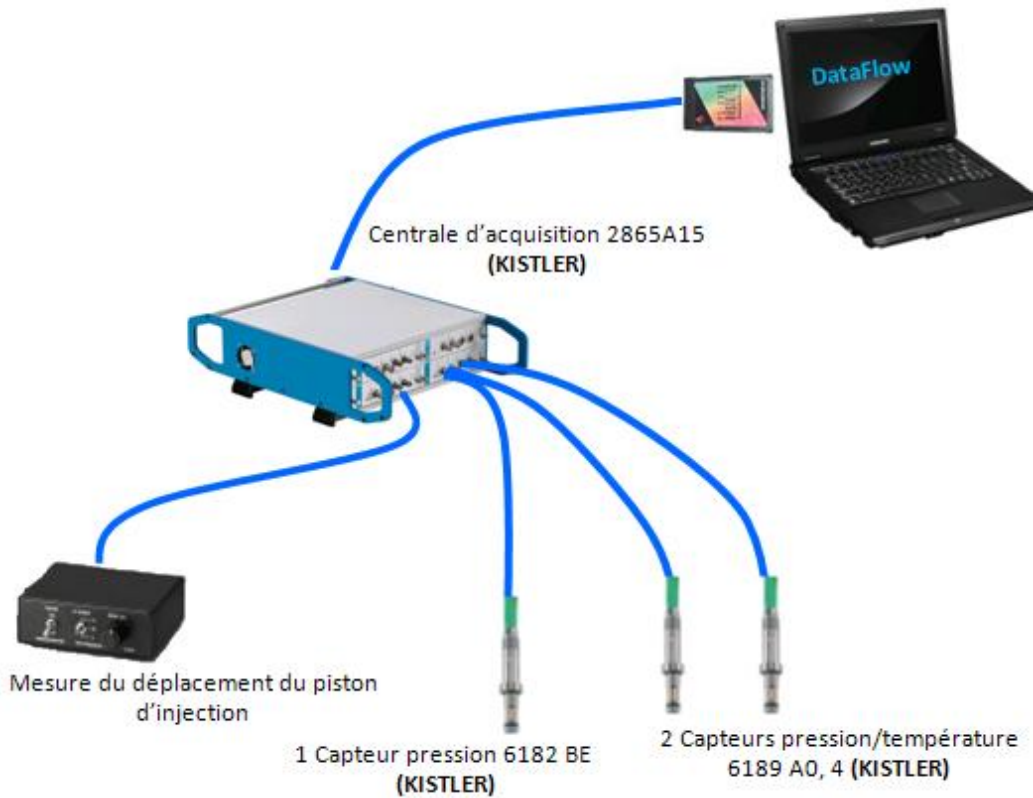 DataFlow
Centrale d'acquisition 2865A15
(KISTLER)
Mesure du déplacement du piston
d'injection
1 Capteur pression 6182 BE
(KISTLER)
2 Capteurs pression/température
6189 A0, 4 (KISTLER)